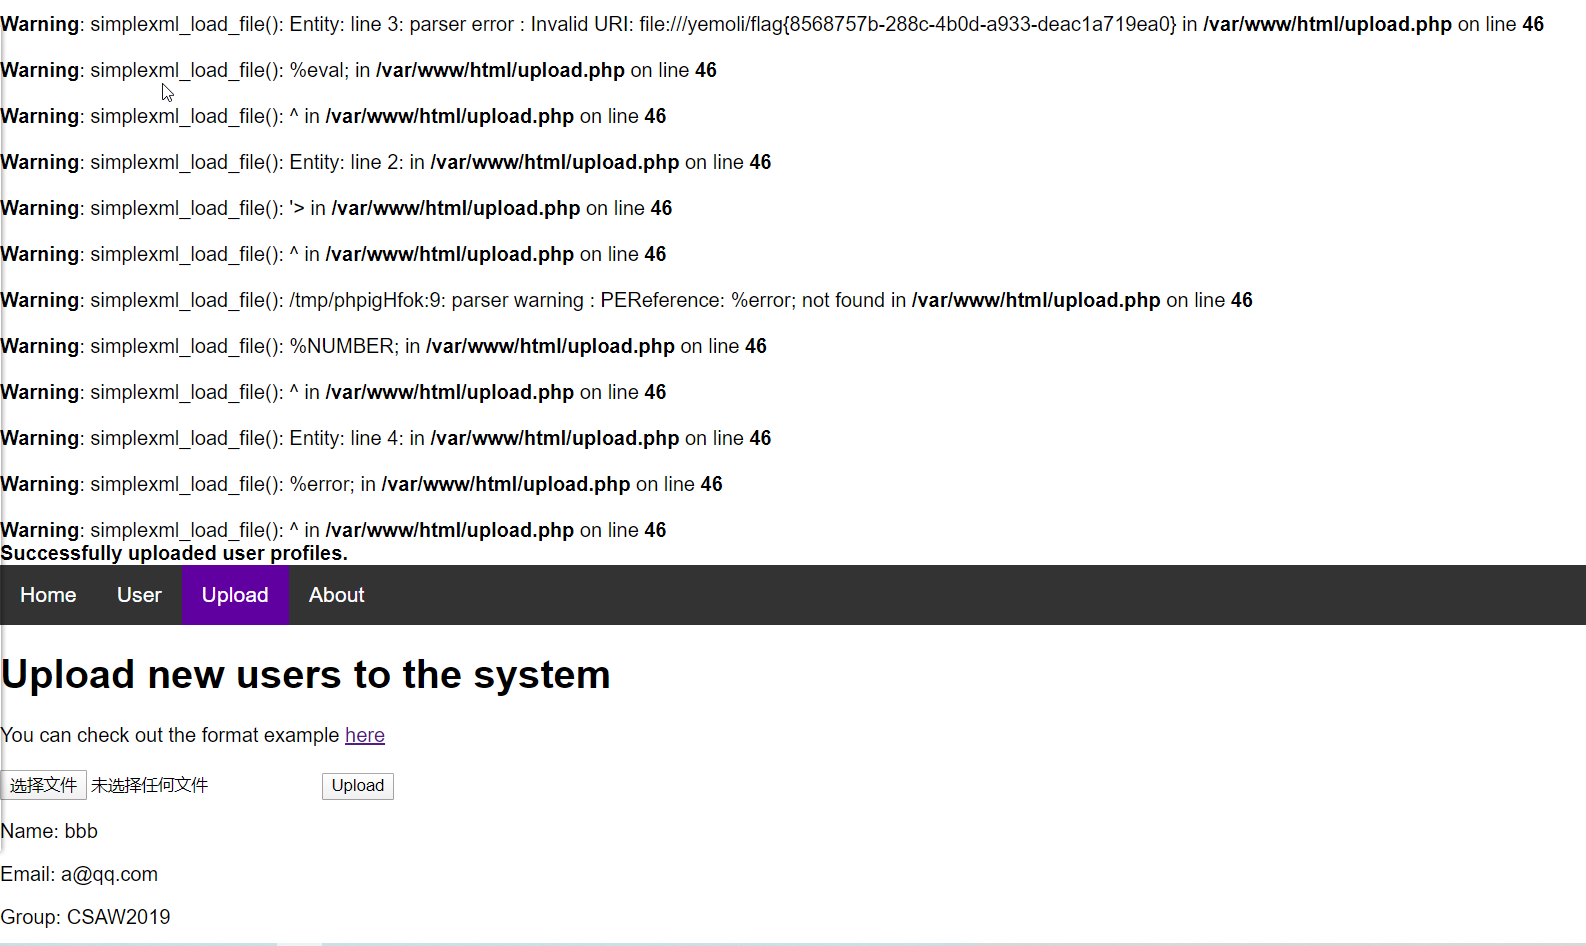 Warning: simplexml_load_file(): Entity: line 3: parser error : Invalid URI: file:///yemoli/flag{8568757b-288c-4b0d-a933-deac1a719ea0} in /var/www/html/upload.php on line 46
Warning: simplexml_load_file(): %eval; in /var/www/html/upload.php on line 46
Warning: simplexml_load_file(): ^ in /var/www/html/upload.php on line 46
Warning: simplexml_load_file(): Entity: line 2: in /var/www/html/upload.php on line 46
Warning: simplexml_load_file(): '> in /var/www/html/upload.php on line 46
Warning: simplexml_load_file(): ^ in /var/www/html/upload.php on line 46
Warning: simplexml_load_file(): /tmp/phpigHfok:9: parser warning : PEReference: %error; not found in /var/www/html/upload.php on line 46
Warning: simplexml_load_file(): %NUMBER; in /var/www/html/upload.php on line 46
Warning: simplexml_load_file(): ^ in /var/www/html/upload.php on line 46
Warning: simplexml_load_file(): Entity: line 4: in /var/www/html/upload.php on line 46
Warning: simplexml_load_file(): %error; in /var/www/html/upload.php on line 46
Warning: simplexml_load_file(): ^ in /var/www/html/upload.php on line 46
Successfully uploaded user profiles.
Home User Upload About
Upload new users to the system
You can check out the format example here
选择文件 未选择任何文件 Upload
Name: bbb
Email: a@qq.com
Group: CSAW2019